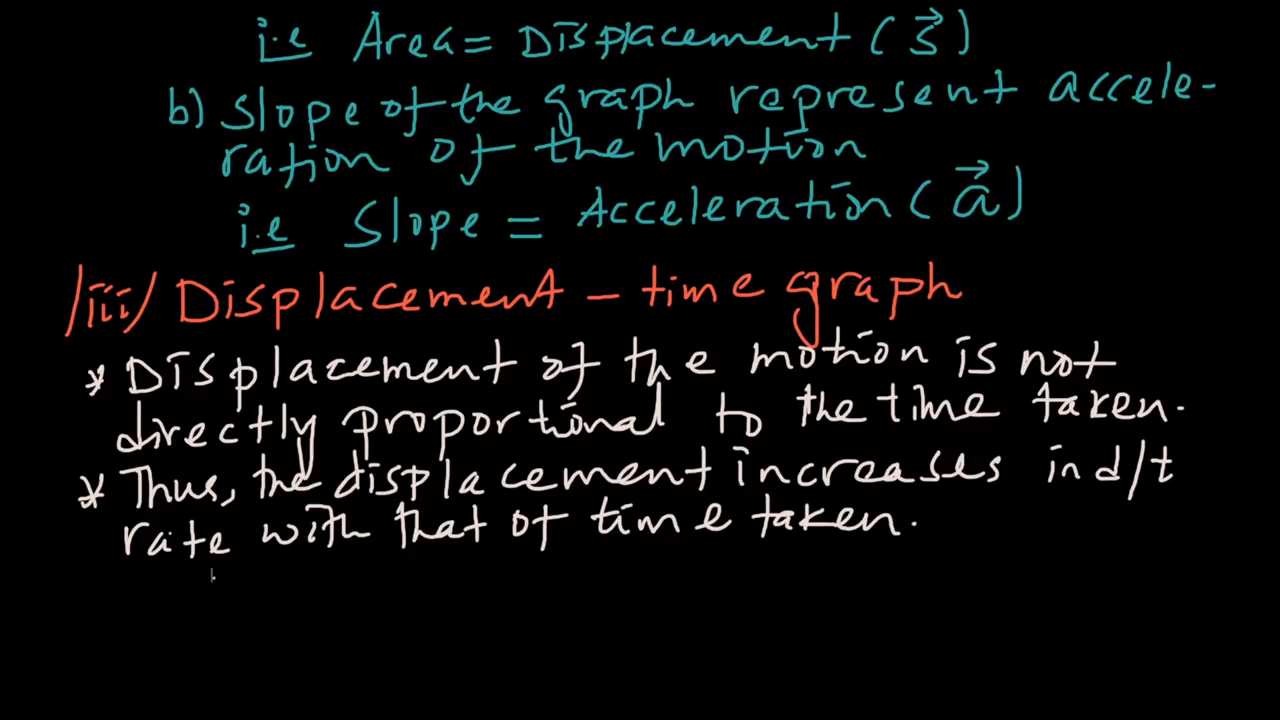 i.e Area = Displacement (s⃗)
b) Slope of the graph represent accele-
ration of the motion
i.e Slope = Acceleration (a⃗)
/iii/ Displacement - time graph
* Displacement of the motion is not
directly proportional to the time taken.
* Thus, the displacement increases in d/t
rate with that of time taken.